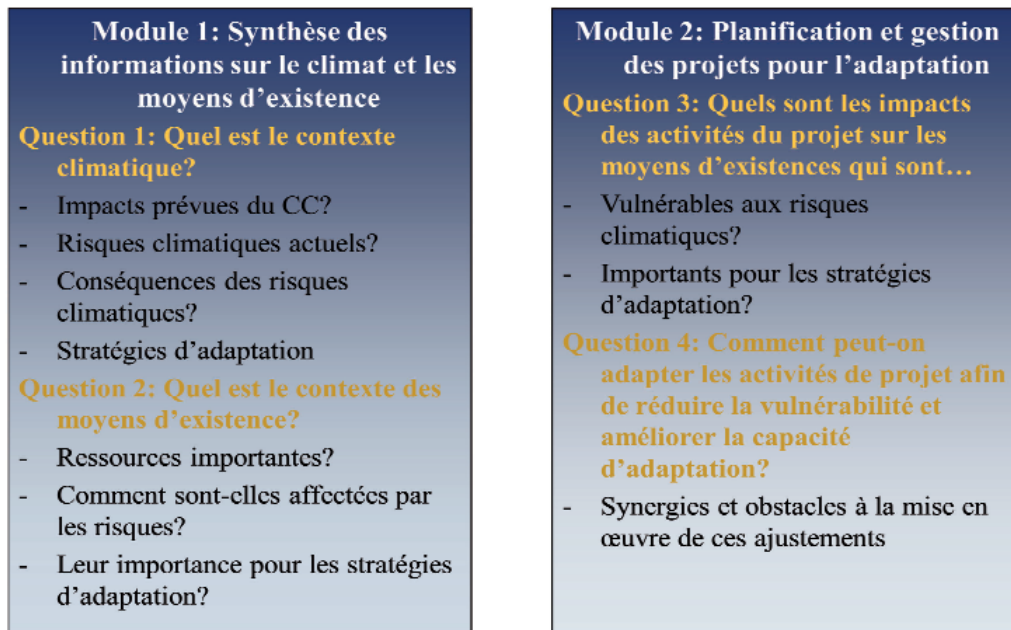 Module 1: Synthèse des
informations sur le climat et les
moyens d'existence
Question 1: Quel est le contexte
climatique?
- Impacts prévues du CC?
- Risques climatiques actuels?
- Conséquences des risques
climatiques?
- Stratégies d'adaptation
Question 2: Quel est le contexte des
moyens d'existence?
- Ressources importantes?
- Comment sont-elles affectées par
les risques?
- Leur importance pour les stratégies
d'adaptation?
Module 2: Planification et gestion
des projets pour l'adaptation
Question 3: Quels sont les impacts
des activités du projet sur les
moyens d'existences qui sont…
- Vulnérables aux risques
climatiques?
- Importants pour les stratégies
d'adaptation?
Question 4: Comment peut-on
adapter les activités de projet afin
de réduire la vulnérabilité et
améliorer la capacité
d'adaptation?
- Synergies et obstacles à la mise en
œuvre de ces ajustements